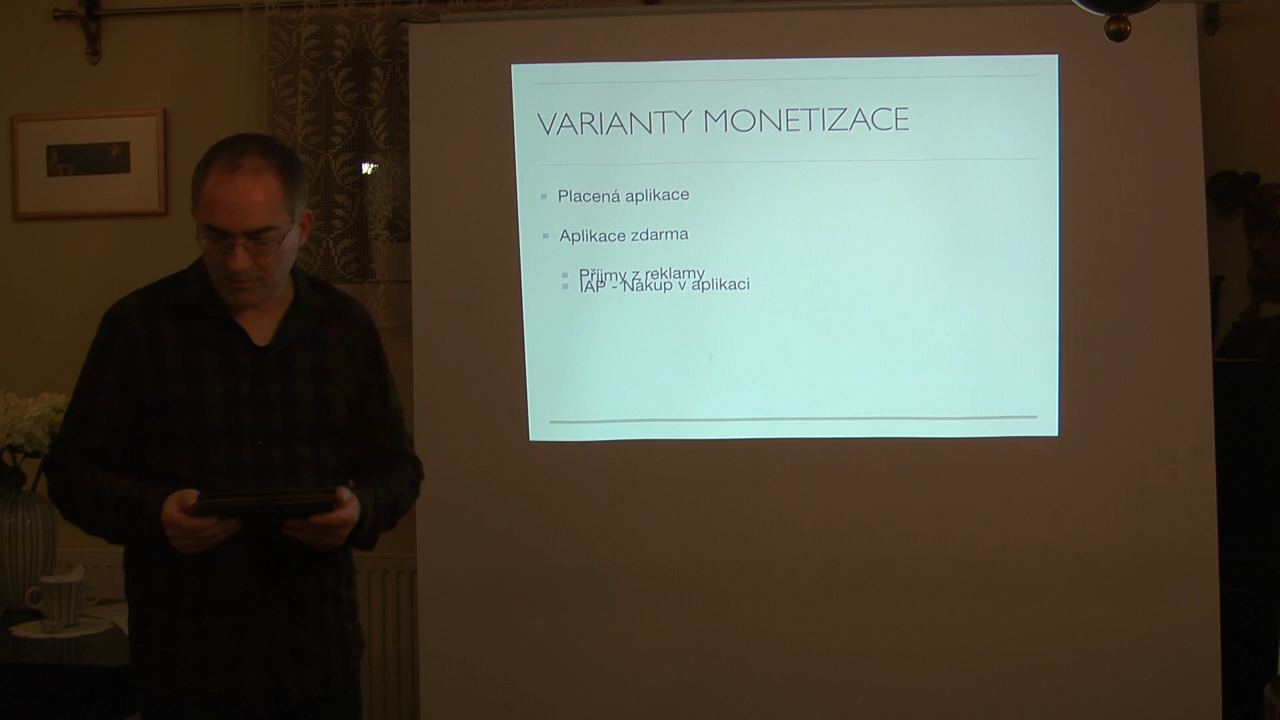 VARIANTY MONETIZACE
Placená aplikace
Aplikace zdarma
Příjmy z reklamy
IAP - Nákup v aplikaci